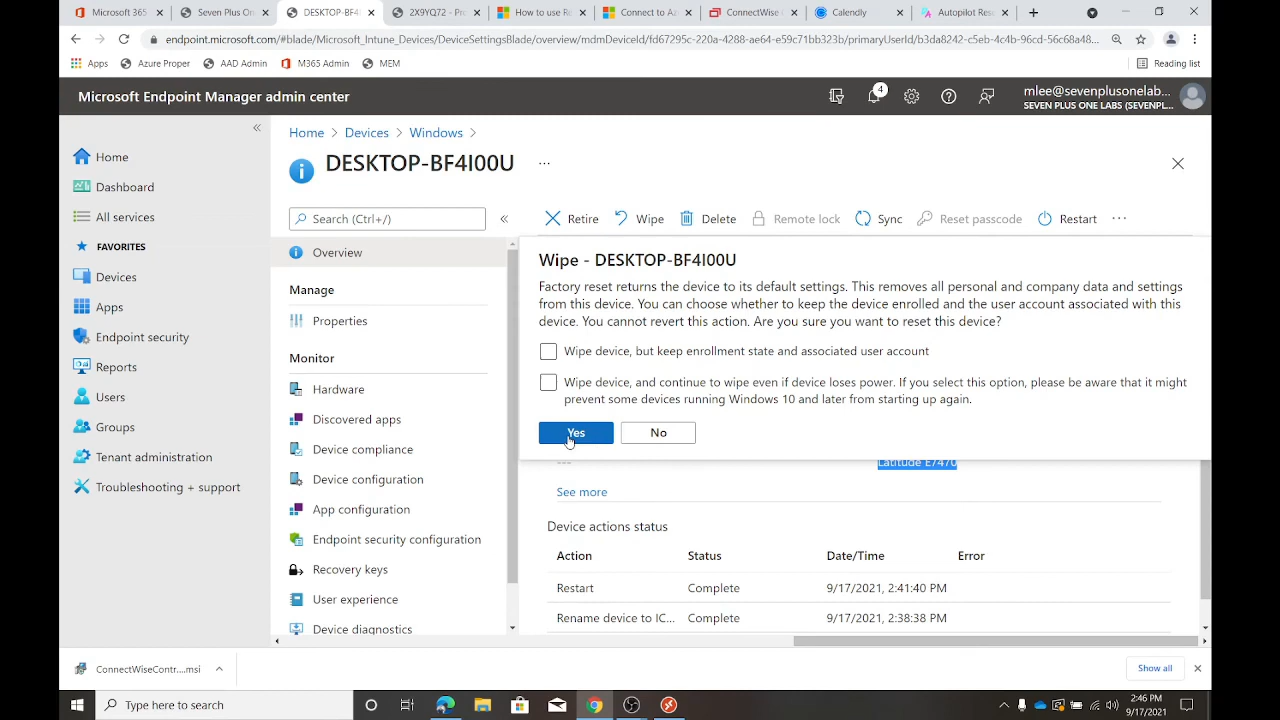 Microsoft 365
Seven Plus On
DESKTOP-BF4I
2X9YQ72 - Pro
How to use Re
Connect to Az
ConnectWise C
Calendly
Autopilot Res
endpoint.microsoft.com/#blade/Microsoft_Intune_Devices/DeviceSettingsBlade/overview/mdmDeviceId/fd67295c-220a-4288-ae64-e59c71bb323b/primaryUserId/b3da8242-c5eb-4c4b-96cd-56c68a48...
Apps
Azure Proper
AAD Admin
M365 Admin
MEM
Reading list
Microsoft Endpoint Manager admin center
4
mlee@sevenplusonelab...
SEVEN PLUS ONE LABS (SEVENPL...
Home
Dashboard
All services
FAVORITES
Devices
Apps
Endpoint security
Reports
Users
Groups
Tenant administration
Troubleshooting + support
Home > Devices > Windows >
DESKTOP-BF4I00U ...
Search (Ctrl+/)
Overview
Manage
Properties
Monitor
Hardware
Discovered apps
Device compliance
Device configuration
App configuration
Endpoint security configuration
Recovery keys
User experience
Device diagnostics
Retire
Wipe
Delete
Remote lock
Sync
Reset passcode
Restart
...
Wipe - DESKTOP-BF4I00U
Factory reset returns the device to its default settings. This removes all personal and company data and settings
from this device. You can choose whether to keep the device enrolled and the user account associated with this
device. You cannot revert this action. Are you sure you want to reset this device?
Wipe device, but keep enrollment state and associated user account
Wipe device, and continue to wipe even if device loses power. If you select this option, please be aware that it might
prevent some devices running Windows 10 and later from starting up again.
Yes
No
---
Latitude E7470
See more
Device actions status
Action Status Date/Time Error
Restart Complete 9/17/2021, 2:41:40 PM
Rename device to IC... Complete 9/17/2021, 2:38:38 PM
ConnectWiseContr....msi
Show all
Type here to search
2:46 PM
9/17/2021